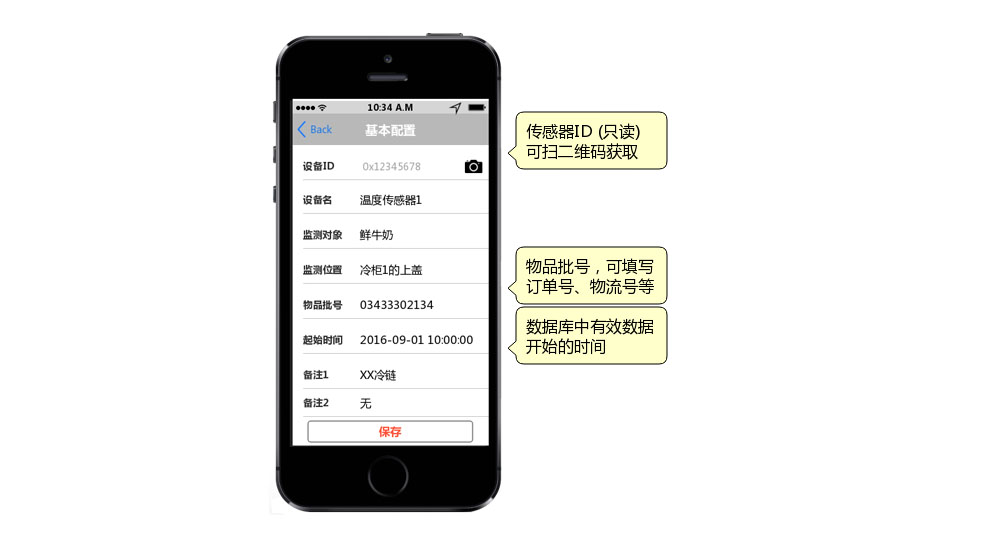 10:34 A.M
Back
基本配置
设备ID 0x12345678
设备名 温度传感器1
监测对象 鲜牛奶
监测位置 冷柜1的上盖
物品批号 03433302134
起始时间 2016-09-01 10:00:00
备注1 XX冷链
备注2 无
保存
传感器ID (只读)
可扫二维码获取
物品批号，可填写
订单号、物流号等
数据库中有效数据
开始的时间